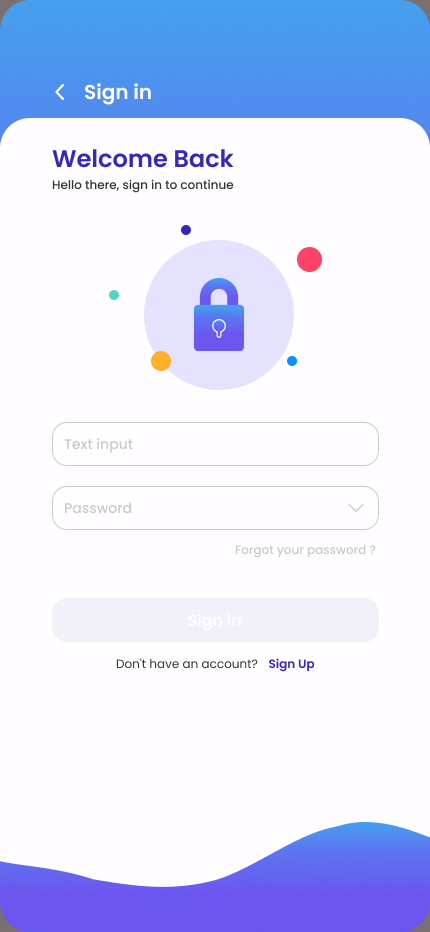 Sign in
Welcome Back
Hello there, sign in to continue
Text input
Password
Forgot your password ?
Sign in
Don't have an account? Sign Up